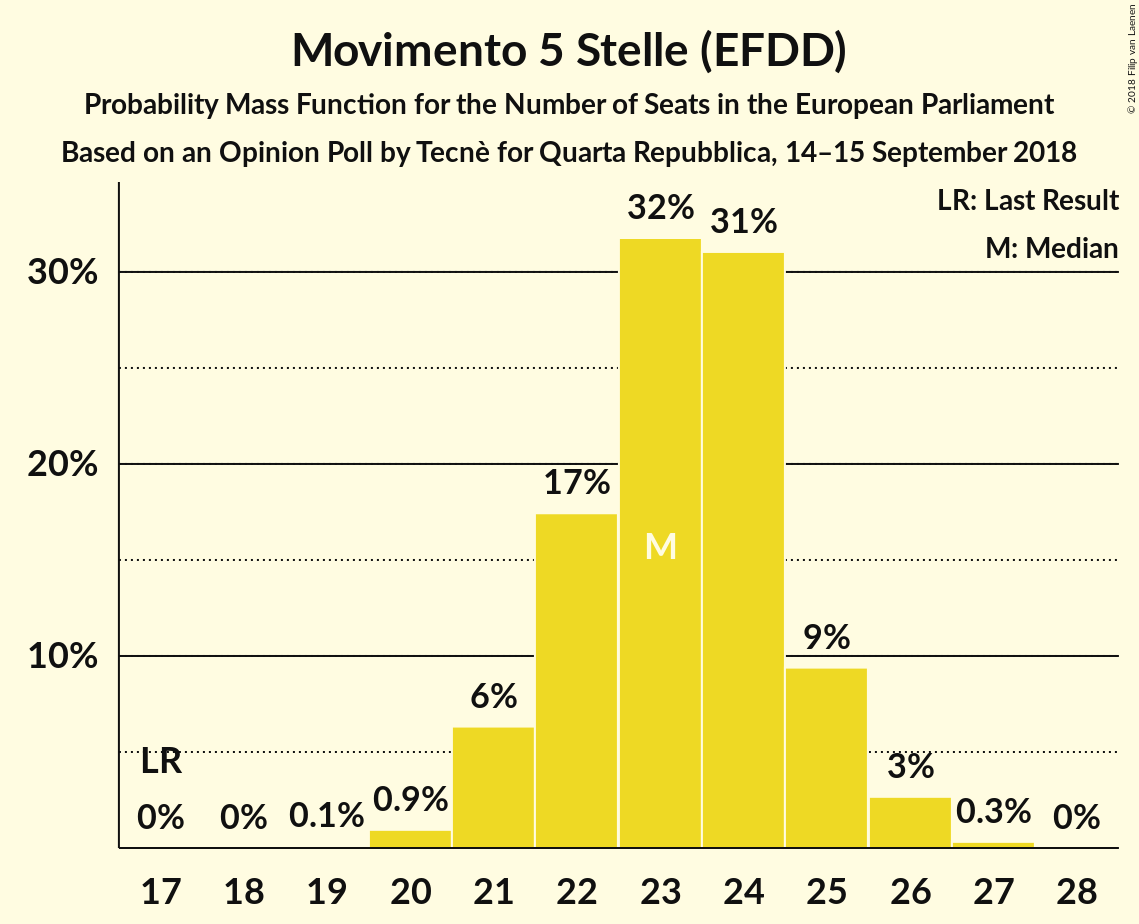 Movimento 5 Stelle (EFDD)
Probability Mass Function for the Number of Seats in the European Parliament
Based on an Opinion Poll by Tecnè for Quarta Repubblica, 14–15 September 2018
© 2018 Filip van Laenen
LR: Last Result
M: Median
30%
20%
10%
LR
0%
0%
0.1%
0.9%
6%
17%
32%
M
31%
9%
3%
0.3%
0%
17 18 19 20 21 22 23 24 25 26 27 28